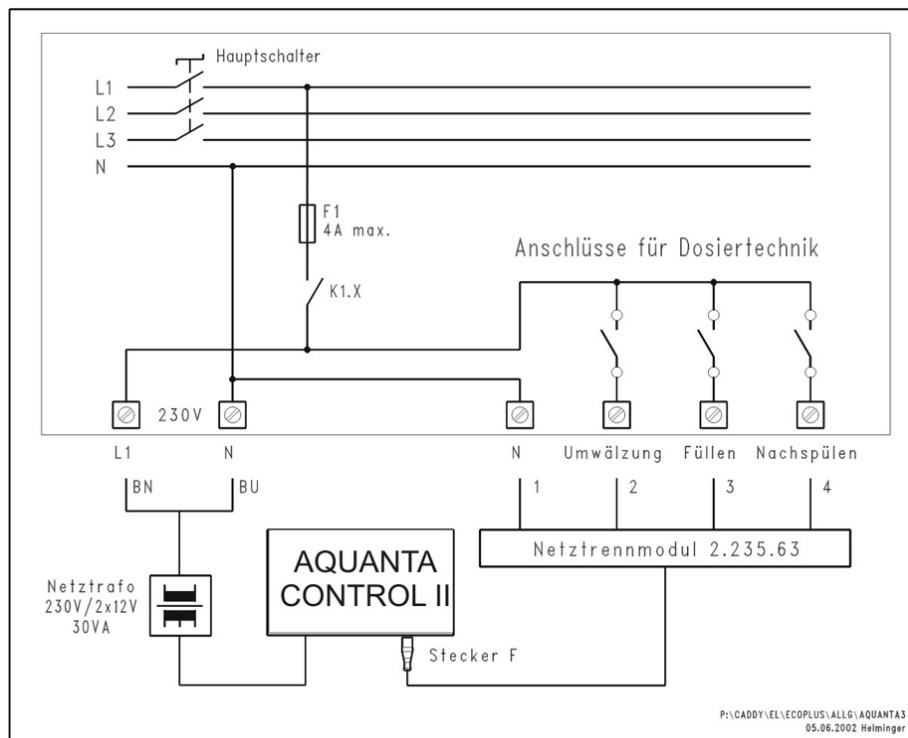 Hauptschalter
L1
L2
L3
N
F1
4A max.
Anschlüsse für Dosiertechnik
K1.X
230V
L1
N
N
Umwälzung
Füllen
Nachspülen
BN
BU
1
2
3
4
Netztrennmodul 2.235.63
AQUANTA
CONTROL II
Netztrafo
230V/2x12V
30VA
Stecker F
P:\CADDY\EL\ECOPLUS\ALLG\AQUANTA3
05.06.2002 Helminger